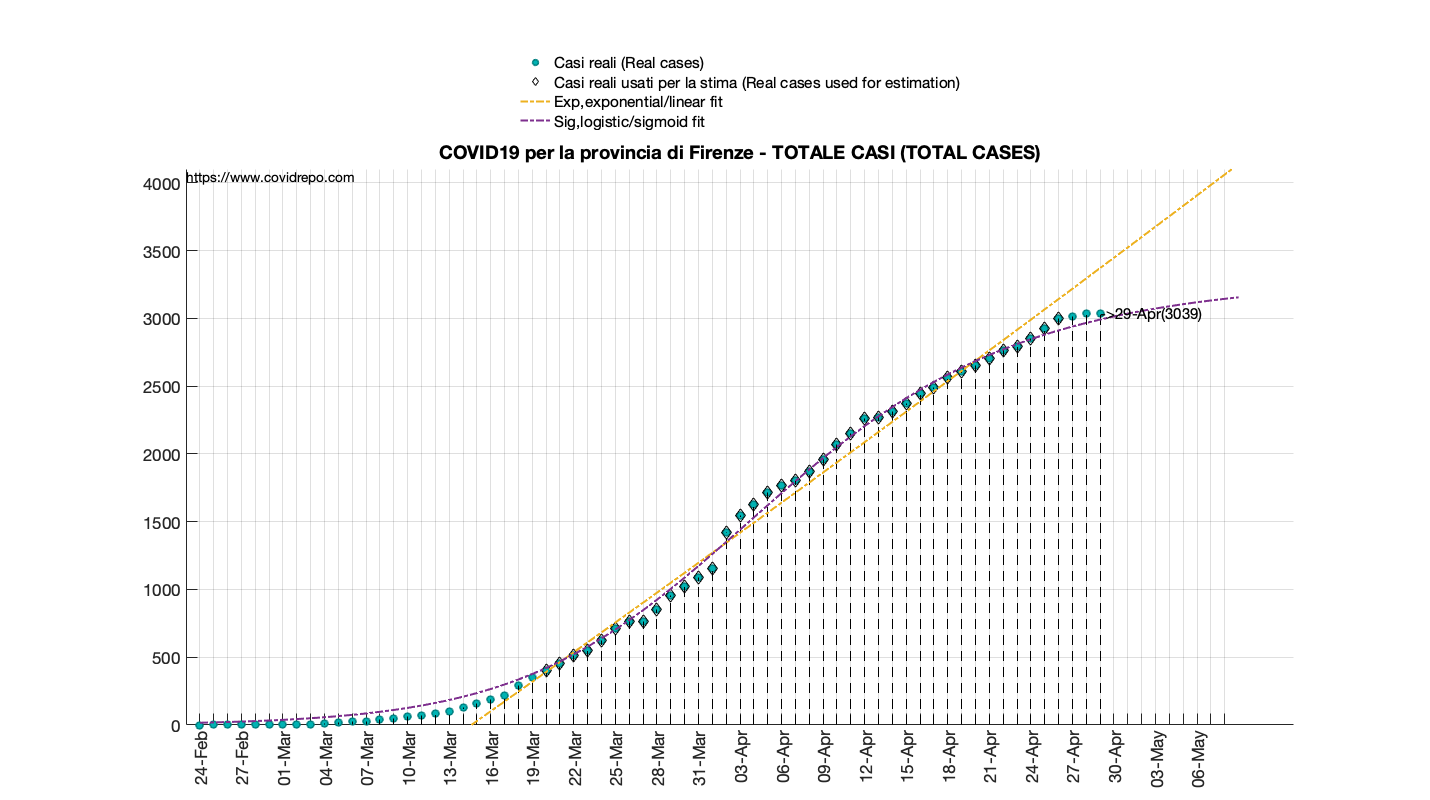 Casi reali (Real cases)
Casi reali usati per la stima (Real cases used for estimation)
Exp,exponential/linear fit
Sig,logistic/sigmoid fit
COVID19 per la provincia di Firenze - TOTALE CASI (TOTAL CASES)
https://www.covidrepo.com
4000
3500
3000
2500
2000
1500
1000
500
0
>29-Apr(3039)
24-Feb
27-Feb
01-Mar
04-Mar
07-Mar
10-Mar
13-Mar
16-Mar
19-Mar
22-Mar
25-Mar
28-Mar
31-Mar
03-Apr
06-Apr
09-Apr
12-Apr
15-Apr
18-Apr
21-Apr
24-Apr
27-Apr
30-Apr
03-May
06-May